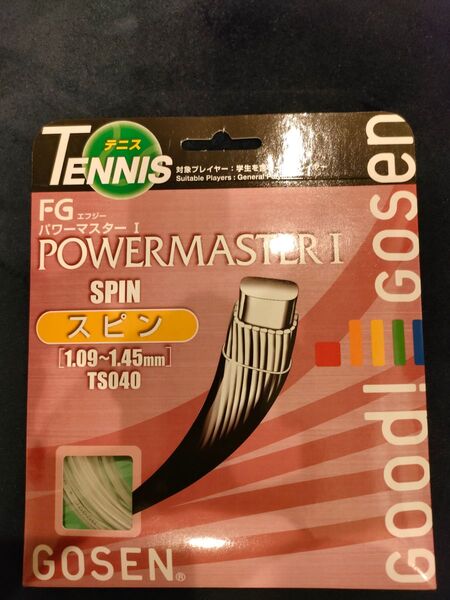 テニス
TENNIS
対象プレイヤー：学生を
Suitable Players : General
FG エフジー
パワーマスター I
POWERMASTER I
SPIN
スピン
[1.09~1.45mm]
TS040
GOSEN®
Good! GOSEN